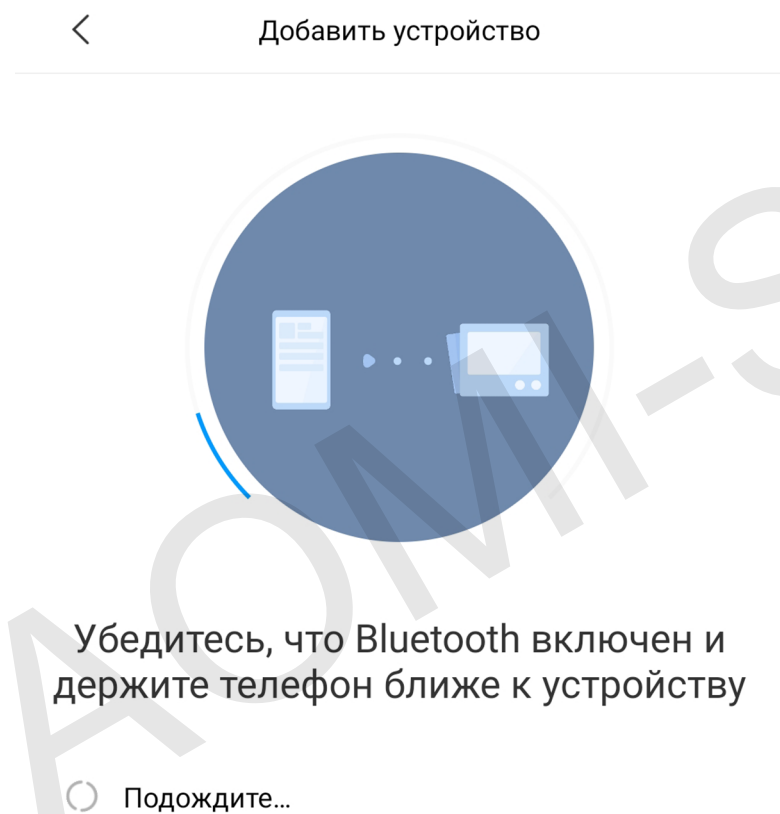 Добавить устройство
Убедитесь, что Bluetooth включен и
держите телефон ближе к устройству
Подождите...
AOMI-S